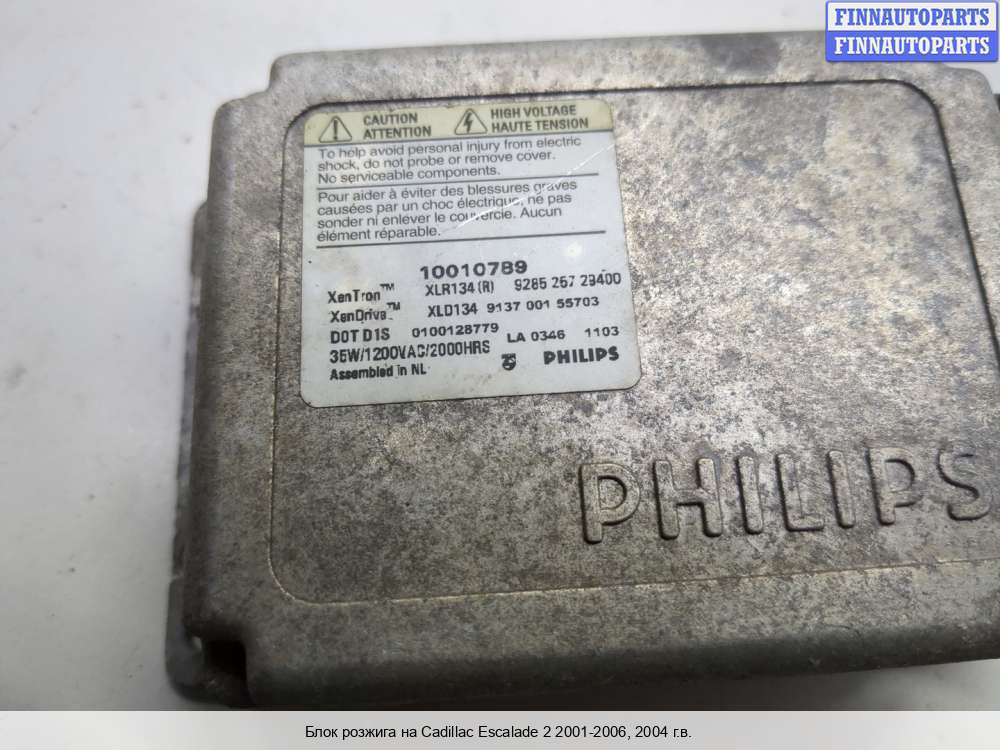 FINNAUTOPARTS
FINNAUTOPARTS
CAUTION
ATTENTION
HIGH VOLTAGE
HAUTE TENSION
To help avoid personal injury from electric
shock, do not probe or remove cover.
No serviceable components.
Pour aider à éviter des blessures graves
causées par un choc électrique, ne pas
sonder ni enlever le couvercle. Aucun
élément réparable.
10010789
XenTron™ XLR134 (R) 9285 267 29400
XenDrive™ XLD134 9137 001 55703
DOT D1S 0100128779 LA 0346 1103
35W/1200VAC/2000HRS PHILIPS
Assembled in NL
PHILIPS
Блок розжига на Cadillac Escalade 2 2001-2006, 2004 г.в.